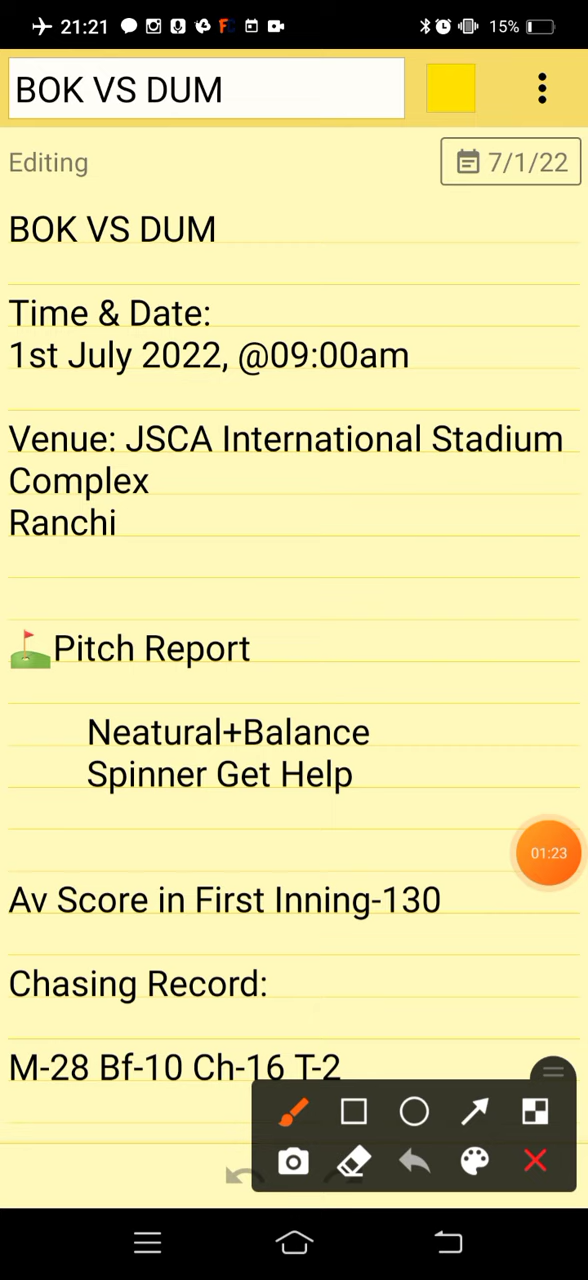 21:21
15%
BOK VS DUM
Editing
7/1/22
BOK VS DUM
Time & Date:
1st July 2022, @09:00am
Venue: JSCA International Stadium
Complex
Ranchi
Pitch Report
Neatural+Balance
Spinner Get Help
01:23
Av Score in First Inning-130
Chasing Record:
M-28 Bf-10 Ch-16 T-2